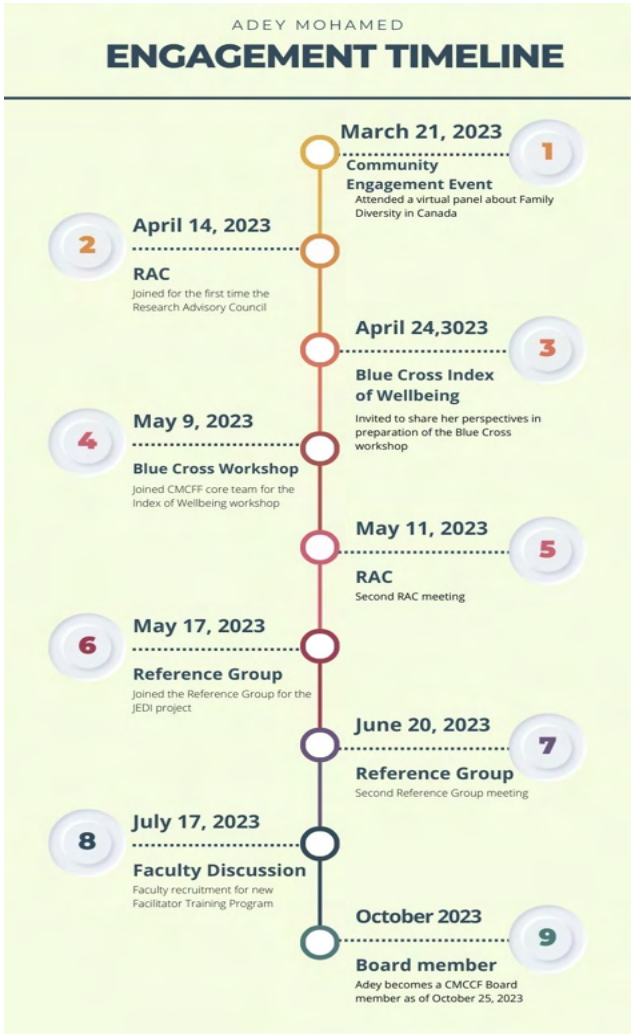 ADEY MOHAMED
ENGAGEMENT TIMELINE
March 21, 2023
1
Community
Engagement Event
Attended a virtual panel about Family
Diversity in Canada
April 14, 2023
2
RAC
Joined for the first time the
Research Advisory Council
April 24,3023
3
Blue Cross Index
of Wellbeing
Invited to share her perspectives in
preparation of the Blue Cross
workshop
May 9, 2023
4
Blue Cross Workshop
Joined CMCFF core team for the
Index of Wellbeing workshop
May 11, 2023
5
RAC
Second RAC meeting
May 17, 2023
6
Reference Group
Joined the Reference Group for the
JEDI project
June 20, 2023
7
Reference Group
Second Reference Group meeting
July 17, 2023
8
Faculty Discussion
Faculty recruitment for new
Facilitator Training Program
October 2023
9
Board member
Adey becomes a CMCCF Board
member as of October 25, 2023